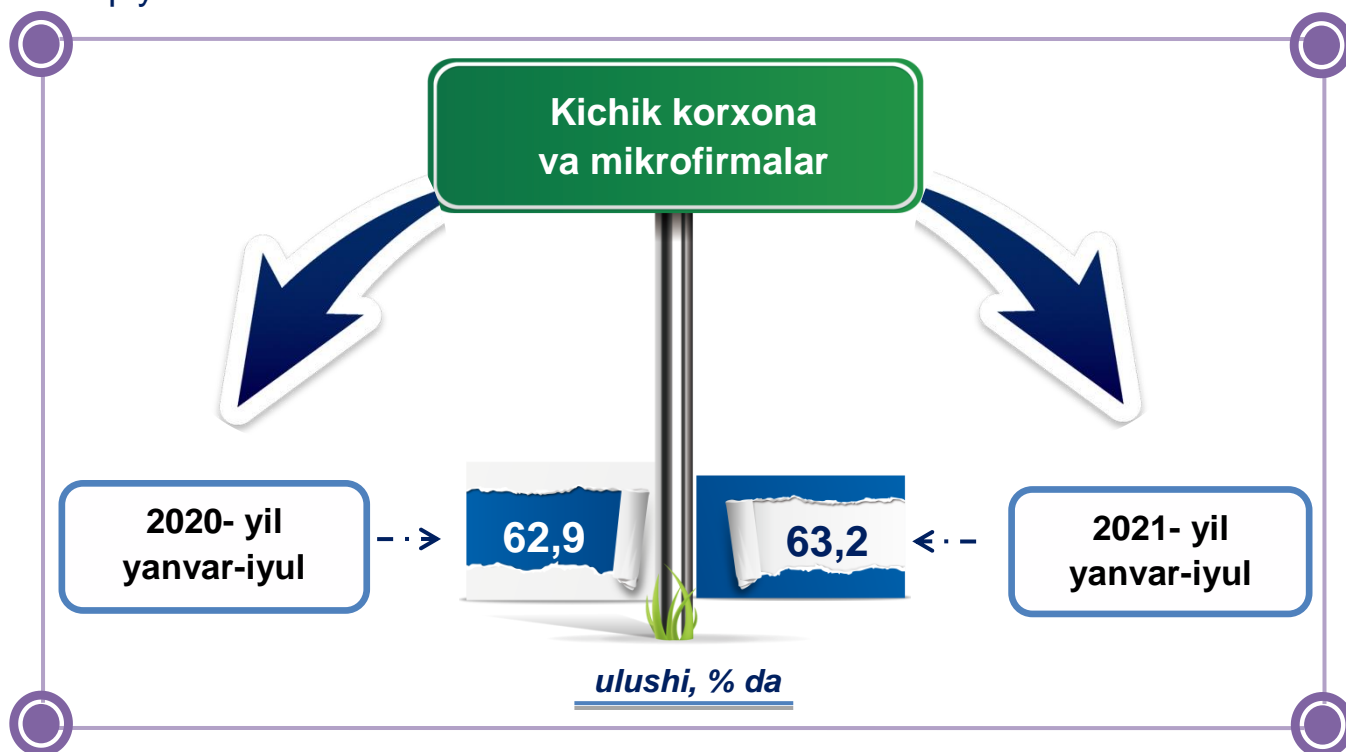 Kichik korxona
va mikrofirmalar
2020- yil
yanvar-iyul
62,9
63,2
2021- yil
yanvar-iyul
ulushi, % da